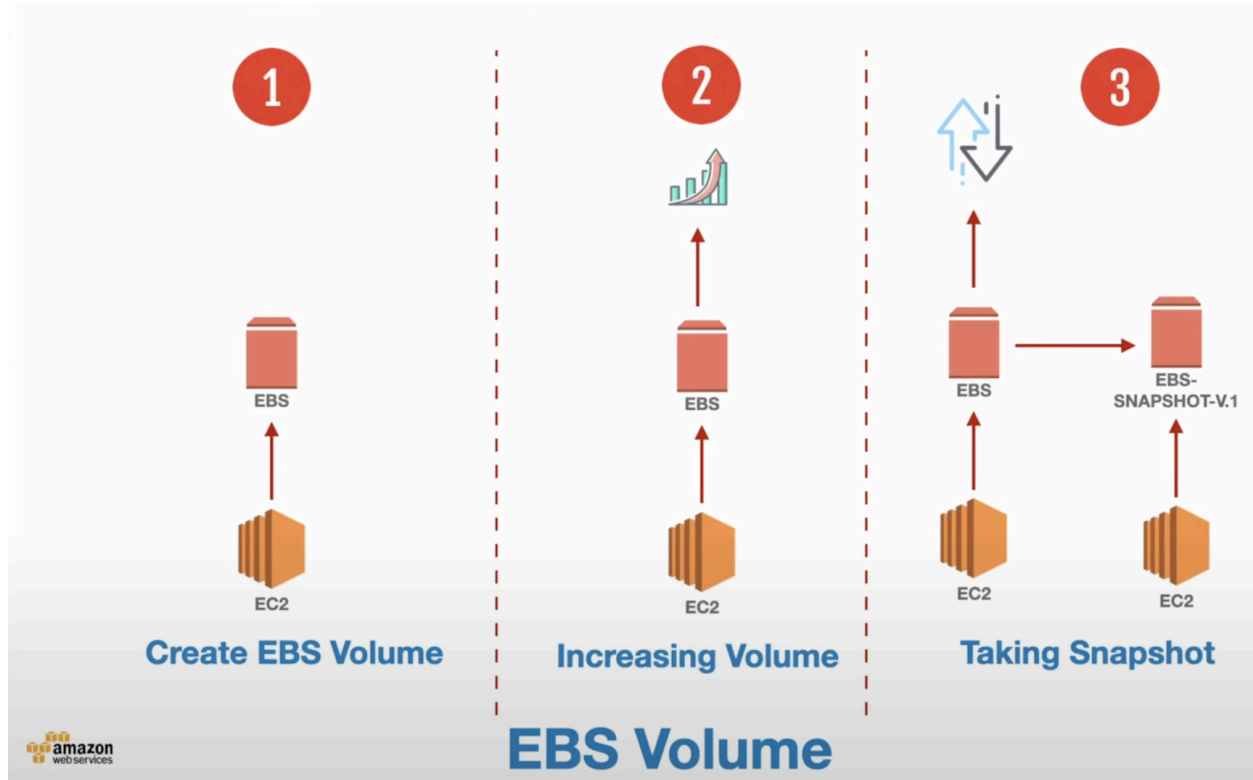 1
2
3
EBS
EBS
EBS
EBS-
SNAPSHOT-V.1
EC2
EC2
EC2
EC2
Create EBS Volume
Increasing Volume
Taking Snapshot
EBS Volume
amazon
webservices